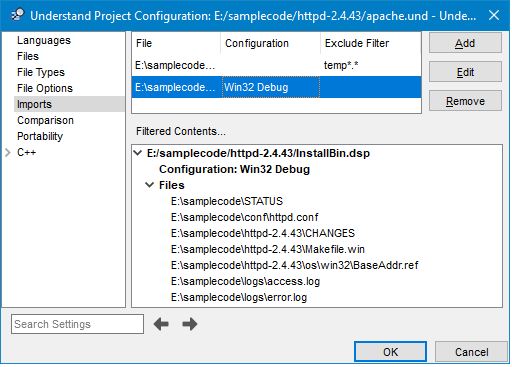 Understand Project Configuration: E:/samplecode/httpd-2.4.43/apache.und - Unde...
Languages
Files
File Types
File Options
Imports
Comparison
Portability
C++
File Configuration Exclude Filter
E:\samplecode... temp*.*
E:\samplecode... Win32 Debug
Add
Edit
Remove
Filtered Contents...
E:/samplecode/httpd-2.4.43/InstallBin.dsp
Configuration: Win32 Debug
Files
E:\samplecode\STATUS
E:\samplecode\conf\httpd.conf
E:\samplecode\httpd-2.4.43\CHANGES
E:\samplecode\httpd-2.4.43\Makefile.win
E:\samplecode\httpd-2.4.43\os\win32\BaseAddr.ref
E:\samplecode\logs\access.log
E:\samplecode\logs\error.log
Search Settings
OK Cancel